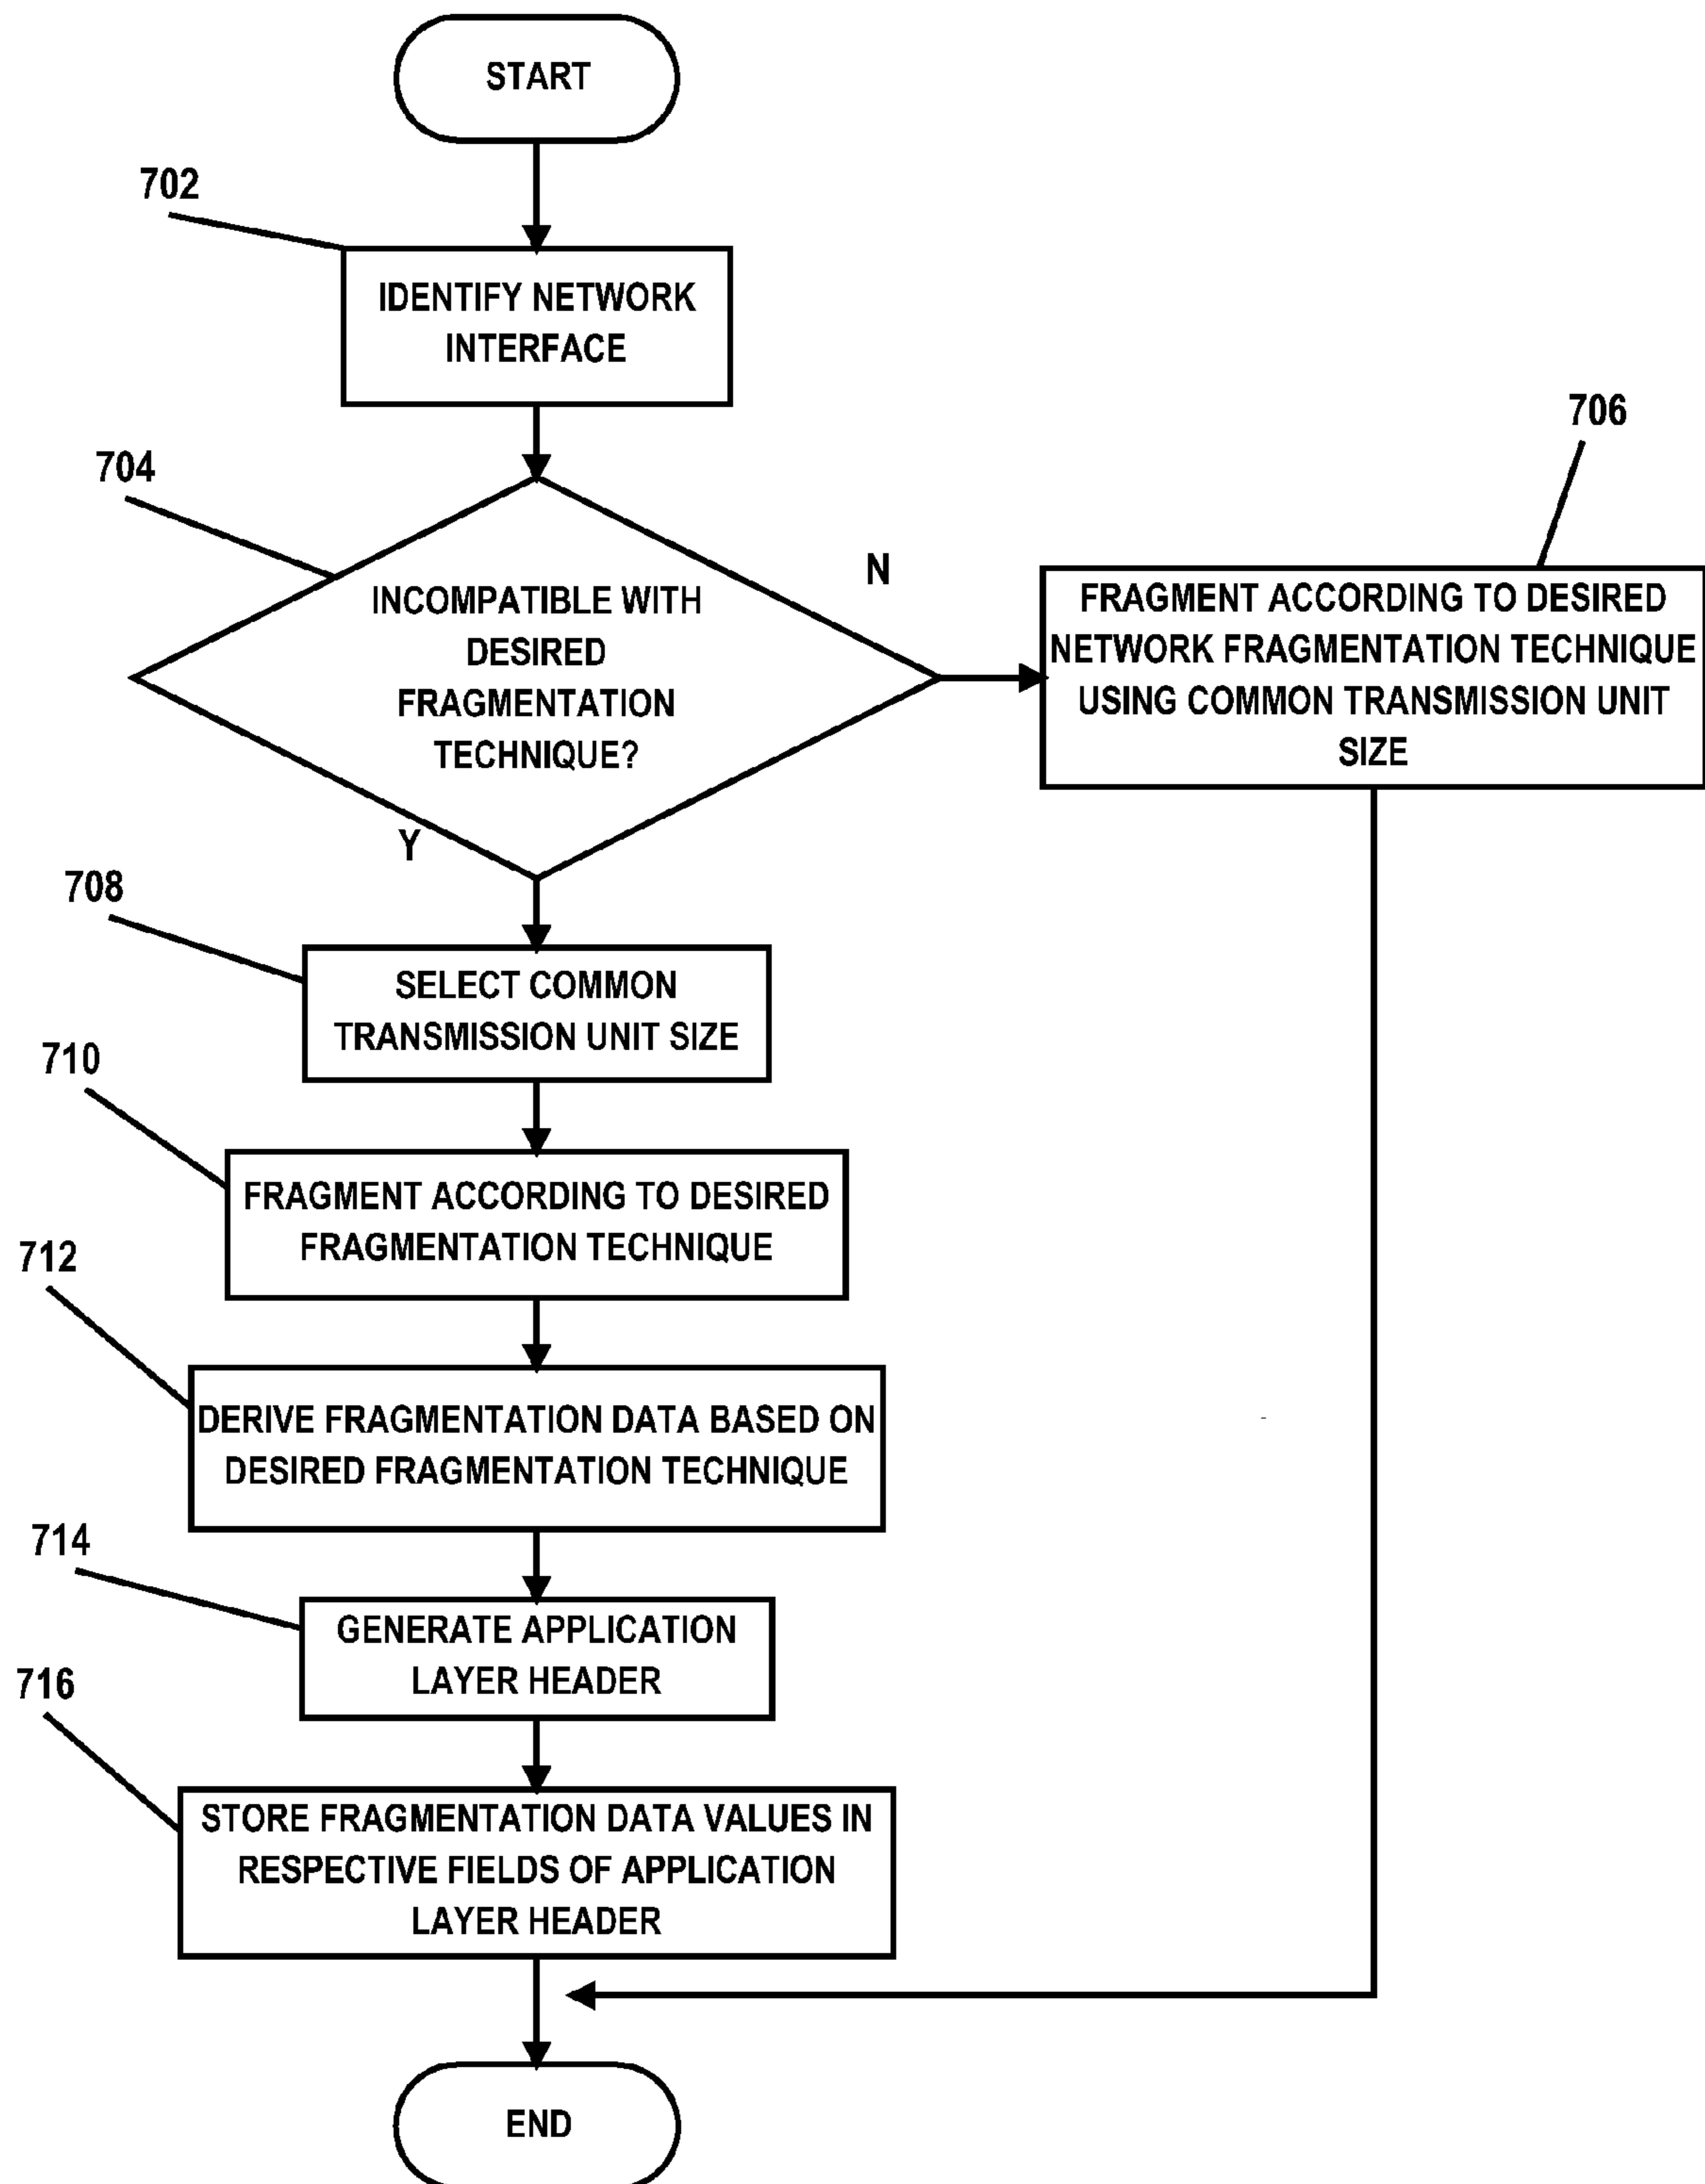 START
702
IDENTIFY NETWORK
INTERFACE
706
704
N
INCOMPATIBLE WITH
DESIRED
FRAGMENTATION
TECHNIQUE?
FRAGMENT ACCORDING TO DESIRED
NETWORK FRAGMENTATION TECHNIQUE
USING COMMON TRANSMISSION UNIT
SIZE
Y
708
SELECT COMMON
TRANSMISSION UNIT SIZE
710
FRAGMENT ACCORDING TO DESIRED
FRAGMENTATION TECHNIQUE
712
DERIVE FRAGMENTATION DATA BASED ON
DESIRED FRAGMENTATION TECHNIQUE
714
GENERATE APPLICATION
LAYER HEADER
716
STORE FRAGMENTATION DATA VALUES IN
RESPECTIVE FIELDS OF APPLICATION
LAYER HEADER
END